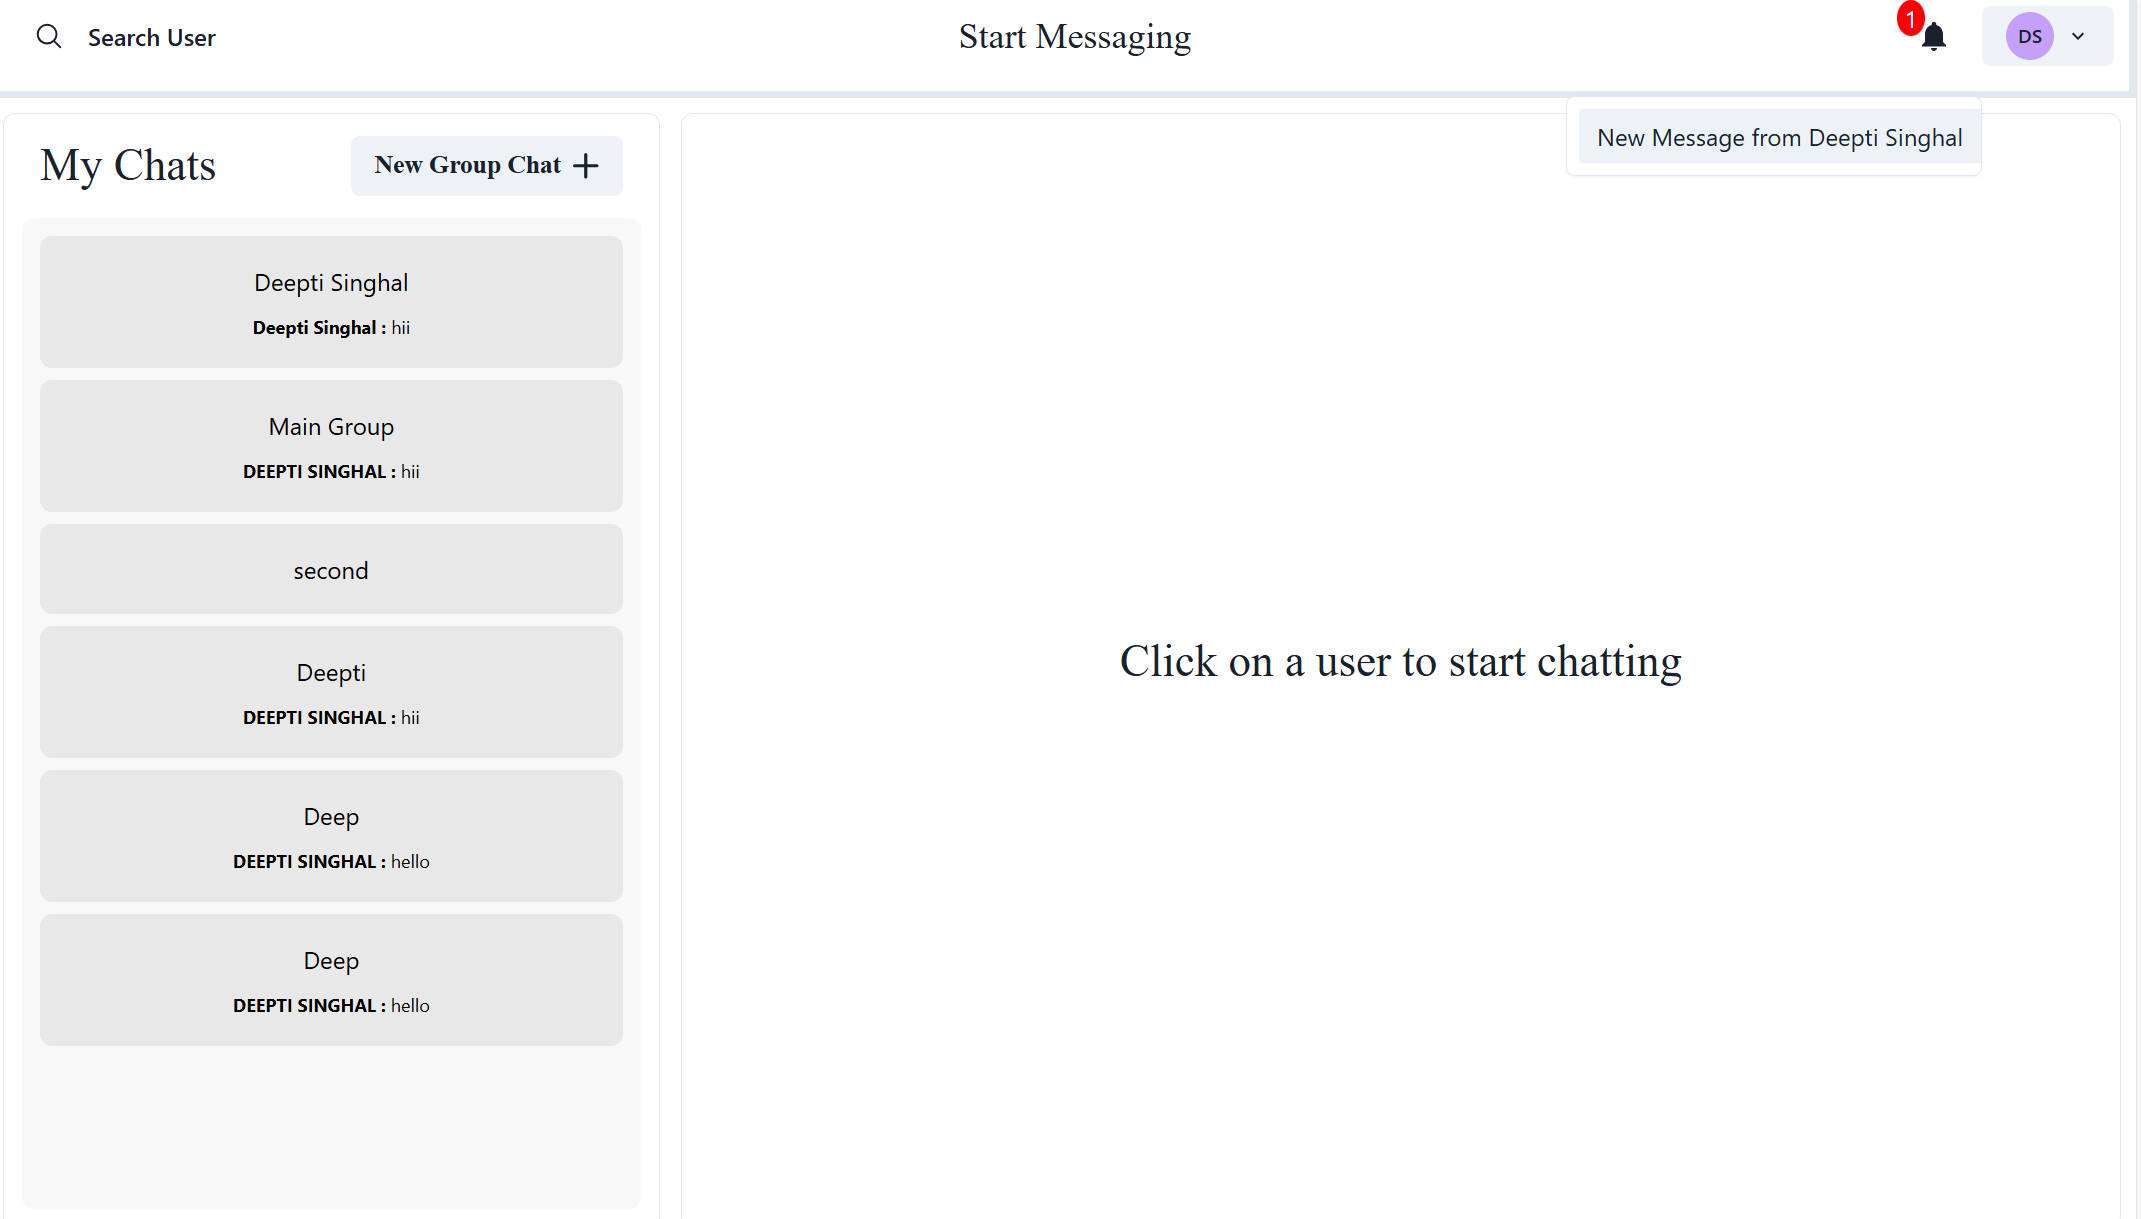 Search User
Start Messaging
1
DS
New Message from Deepti Singhal
My Chats
New Group Chat
Deepti Singhal
Deepti Singhal : hii
Main Group
DEEPTI SINGHAL : hii
second
Deepti
DEEPTI SINGHAL : hii
Deep
DEEPTI SINGHAL : hello
Deep
DEEPTI SINGHAL : hello
Click on a user to start chatting